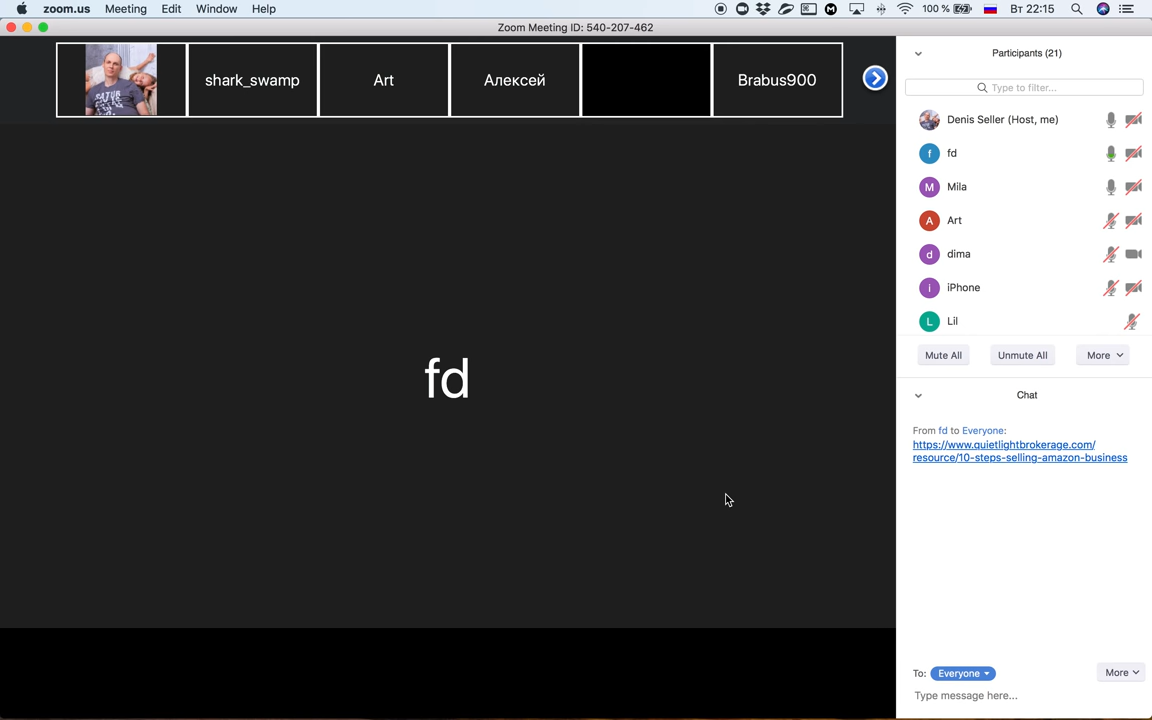 zoom.us Meeting Edit Window Help 100 % Вт 22:15
Zoom Meeting ID: 540-207-462
shark_swamp Art Алексей Brabus900
fd
Participants (21)
Type to filter...
Denis Seller (Host, me)
f fd
M Mila
A Art
d dima
i iPhone
L Lil
Mute All Unmute All More
Chat
From fd to Everyone:
https://www.quietlightbrokerage.com/
resource/10-steps-selling-amazon-business
To: Everyone More
Type message here...